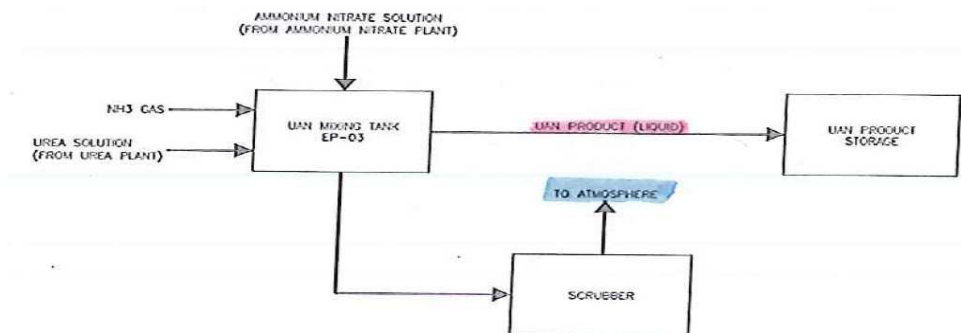 AMMONIUM NITRATE SOLUTION
(FROM AMMONIUM NITRATE PLANT)
NH3 GAS
UREA SOLUTION
(FROM UREA PLANT)
UAN MIXING TANK
EP-03
UAN PRODUCT (LIQUID)
UAN PRODUCT
STORAGE
TO ATMOSPHERE
SCRUBBER